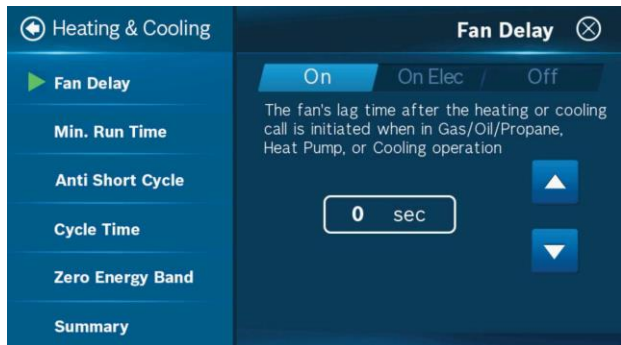 Heating & Cooling
Fan Delay
Min. Run Time
Anti Short Cycle
Cycle Time
Zero Energy Band
Summary
Fan Delay
On
On Elec
Off
The fan's lag time after the heating or cooling
call is initiated when in Gas/Oil/Propane,
Heat Pump, or Cooling operation
0 sec